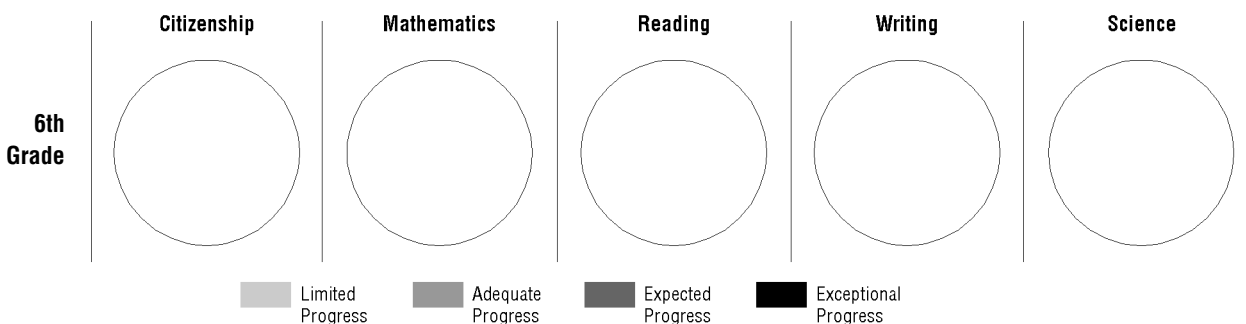 Citizenship Mathematics Reading Writing Science
6th
Grade
Limited
Progress
Adequate
Progress
Expected
Progress
Exceptional
Progress